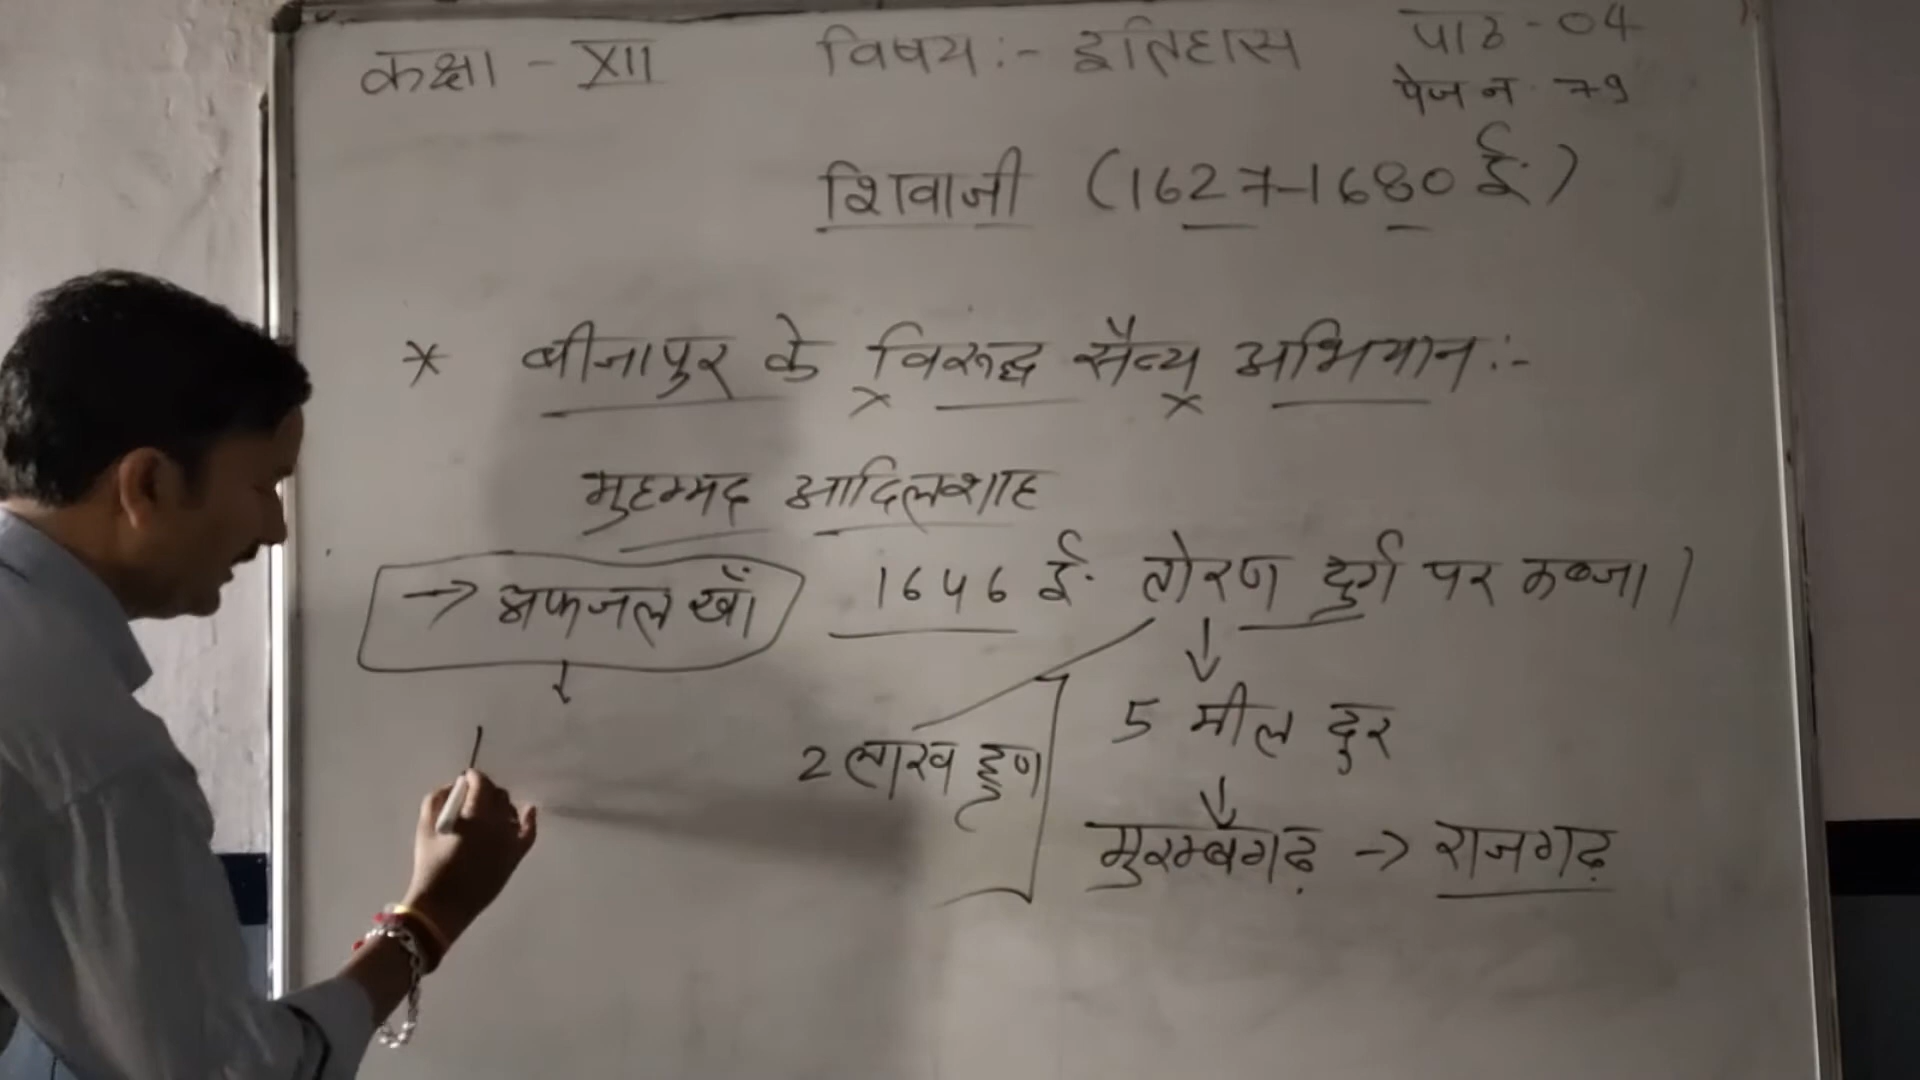 कक्षा - XII विषय :- इतिहास पाठ - 04
पेज न. 79
शिवाजी (1627-1680 ई.)
* बीजापुर के विरूद्ध सैन्य अभियान :-
मुहम्मद आदिलशाह
→ अफजल खाँ 1646 ई. तोरण दुर्ग पर कब्जा।
5 मील दुर
2 लाख हूण
मुरम्बगढ़ → राजगढ़